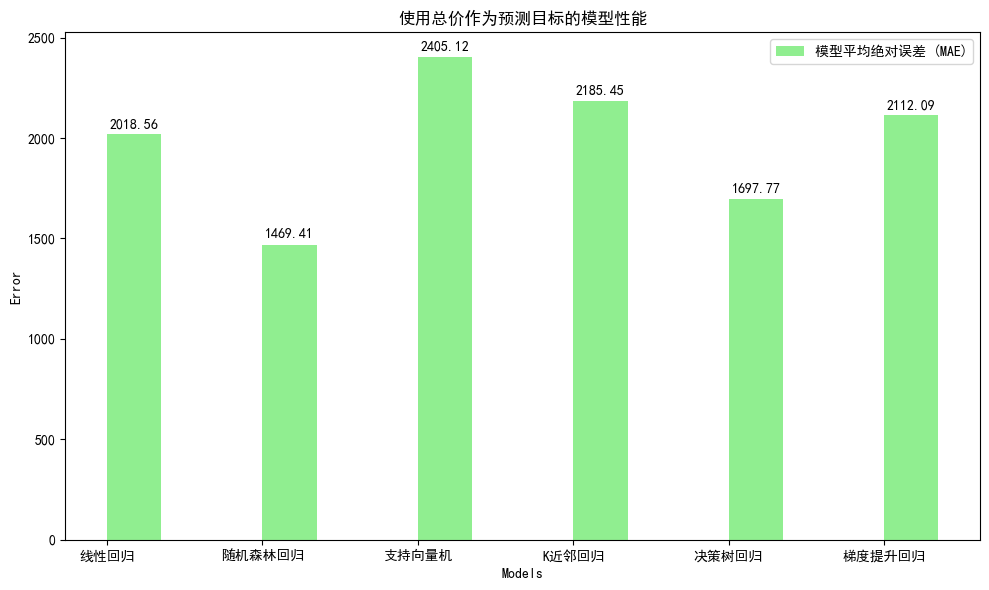 使用总价作为预测目标的模型性能
模型平均绝对误差 (MAE)
2500
2000
1500
1000
500
0
Error
2018.56
1469.41
2405.12
2185.45
1697.77
2112.09
线性回归
随机森林回归
支持向量机
K近邻回归
决策树回归
梯度提升回归
Models